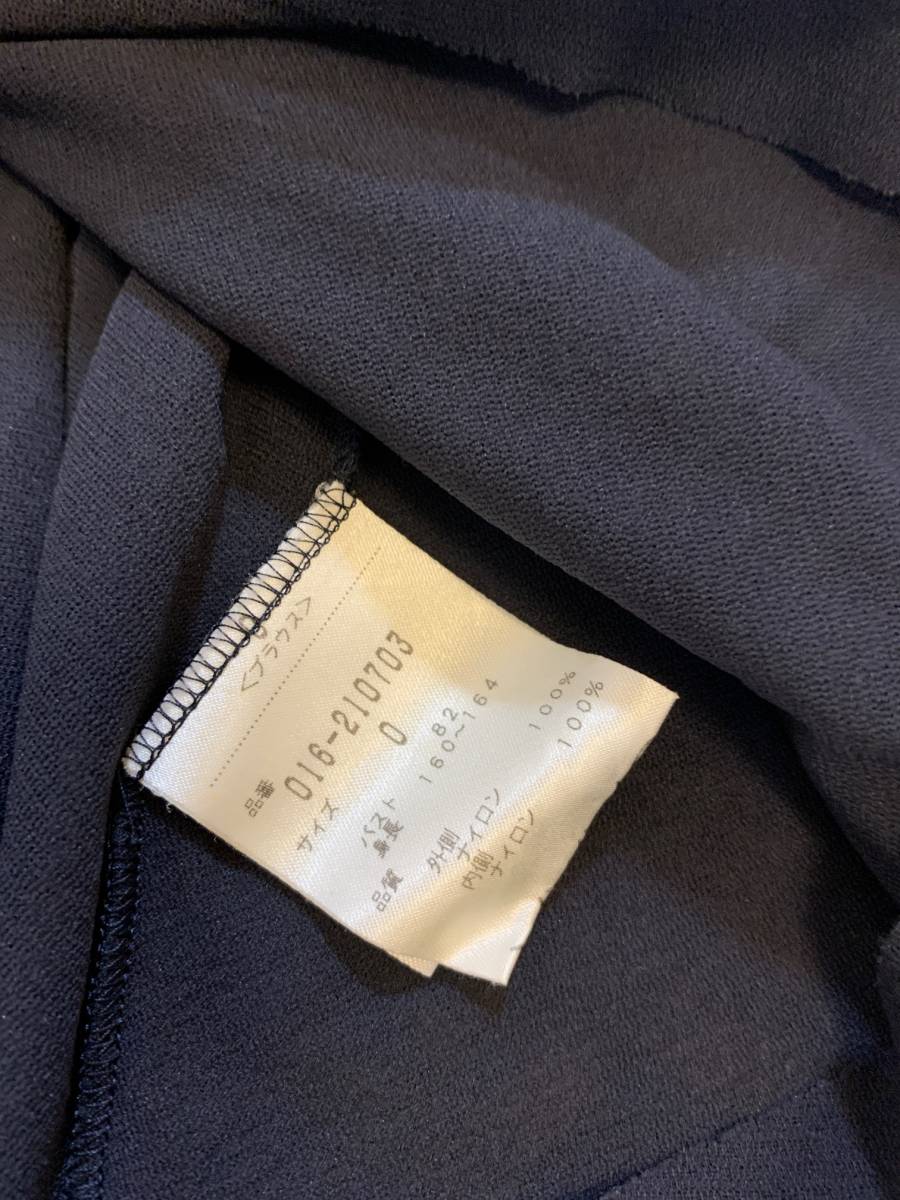 <ブラウス>
品番
016-210703
サイズ 0
バスト 82
身長 160~164
品質 外側
ナイロン 100%
内側
ナイロン 100%